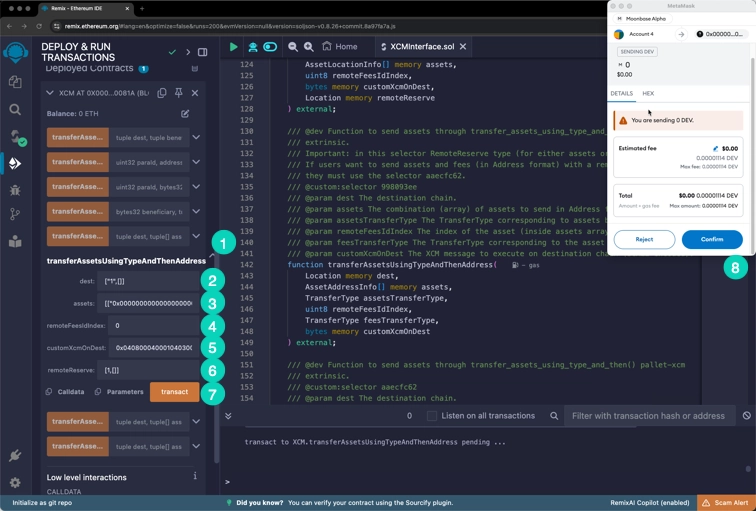 Remix - Ethereum IDE
remix.ethereum.org/#lang=en&optimize=false&runs=200&evmVersion=null&version=soljson-v0.8.26+commit.8a97fa7a.js
DEPLOY & RUN
TRANSACTIONS
Deployed Contracts 1
XCM AT 0X000...0081A (BLO
Balance: 0 ETH
transferAsse... tuple dest, tuple bene
transferAsse... uint32 paraId, address
transferAsse... uint32 paraId, bytes32
transferAsse... bytes32 beneficiary, t
transferAsse... tuple dest, tuple[] ass
1
transferAssetsUsingTypeAndThenAddress
dest: ["1",[]] 2
assets: [["0x00000000000000000 3
remoteFeesIdIndex: 0 4
customXcmOnDest: 0x04080004000104030 5
remoteReserve: [1,[]] 6
Calldata Parameters transact 7
transferAsse... tuple dest, tuple[] ass
transferAsse... tuple dest, tuple[] ass
Low level interactions i
CALLDATA
Home XCMInterface.sol
124 AssetLocationInfo[] memory assets,
125 uint8 remoteFeesIdIndex,
126 bytes memory customXcmOnDest,
127 Location memory remoteReserve
128 ) external;
129
130 /// @dev Function to send assets through transfer_assets_using_type_and_
131 /// extrinsic.
132 /// Important: in this selector RemoteReserve type (for either assets or
133 /// If users want to send assets and fees (in Address format) with a rem
134 /// they must use the selector aaecfc62.
135 /// @custom:selector 998093ee
136 /// @param dest The destination chain.
137 /// @param assets The combination (array) of assets to send in Address
138 /// @param assetsTransferType The TransferType corresponding to assets
139 /// @param remoteFeesIdIndex The index of the asset (inside assets array
140 /// @param feesTransferType The TransferType corresponding to the asset
141 /// @param customXcmOnDest The XCM message to execute on destination cha
142 function transferAssetsUsingTypeAndThenAddress( - gas
143 Location memory dest,
144 AssetAddressInfo[] memory assets,
145 TransferType assetsTransferType,
146 uint8 remoteFeesIdIndex,
147 TransferType feesTransferType,
148 bytes memory customXcmOnDest
149 ) external;
150
151 /// @dev Function to send assets through transfer_assets_using_type_and_then() pallet-xcm
152 /// extrinsic.
153 /// @custom:selector aaecfc62
154 /// @param dest The destination chain.
0 Listen on all transactions Filter with transaction hash or address
transact to XCM.transferAssetsUsingTypeAndThenAddress pending ...
>
MetaMask
M Moonbase Alpha
Account 4 0x00000...0...
SENDING DEV
M 0
$0.00
DETAILS HEX
You are sending 0 DEV.
Estimated fee $0.00
0.00001114 DEV
Max fee: 0.0000114 DEV
Total $0.00 0.00001114 DEV
Amount + gas fee Max amount: 0.0000114 DEV
Reject Confirm
8
Initialize as git repo
Did you know? You can verify your contract using the Sourcify plugin.
RemixAI Copilot (enabled)
Scam Alert